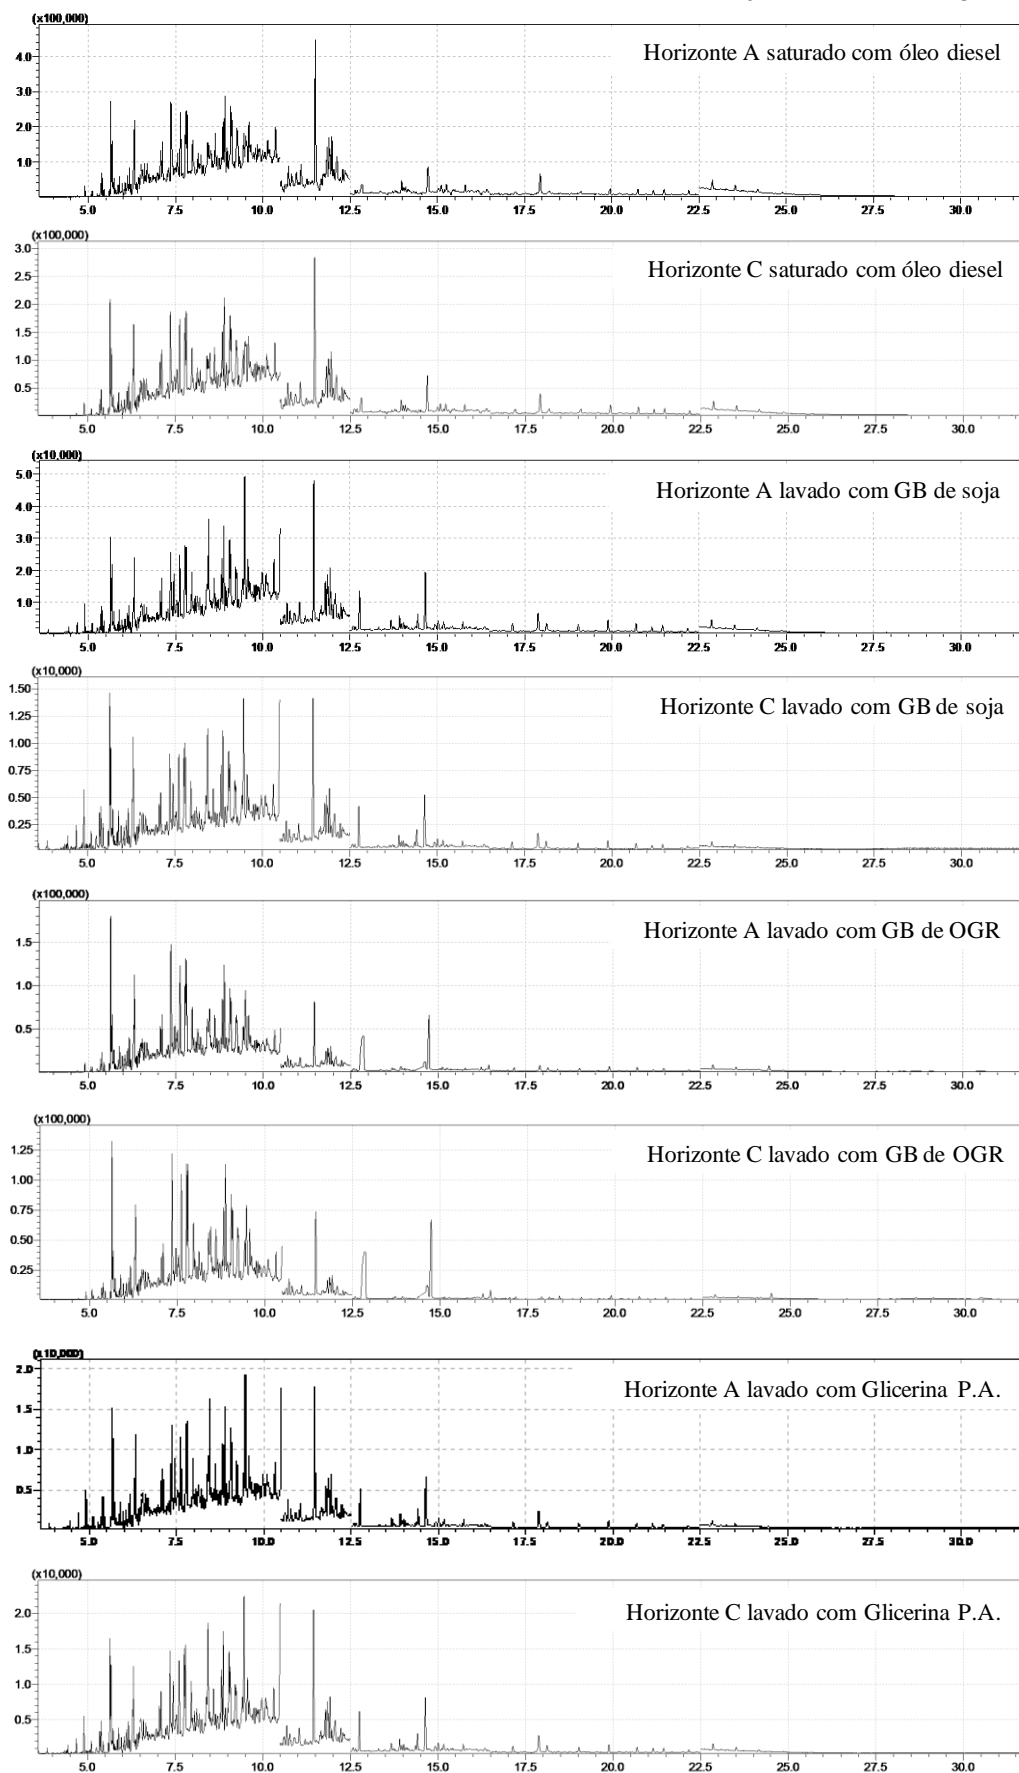 (x100,000)
Horizonte A saturado com óleo diesel
4.0
3.0
2.0
1.0
5.0 7.5 10.0 12.5 15.0 17.5 20.0 22.5 25.0 27.5 30.0
(x100,000)
Horizonte C saturado com óleo diesel
3.0
2.5
2.0
1.5
1.0
0.5
5.0 7.5 10.0 12.5 15.0 17.5 20.0 22.5 25.0 27.5 30.0
(x10,000)
Horizonte A lavado com GB de soja
5.0
4.0
3.0
2.0
1.0
5.0 7.5 10.0 12.5 15.0 17.5 20.0 22.5 25.0 27.5 30.0
(x10,000)
Horizonte C lavado com GB de soja
1.50
1.25
1.00
0.75
0.50
0.25
5.0 7.5 10.0 12.5 15.0 17.5 20.0 22.5 25.0 27.5 30.0
(x100,000)
Horizonte A lavado com GB de OGR
1.5
1.0
0.5
5.0 7.5 10.0 12.5 15.0 17.5 20.0 22.5 25.0 27.5 30.0
(x100,000)
Horizonte C lavado com GB de OGR
1.25
1.00
0.75
0.50
0.25
5.0 7.5 10.0 12.5 15.0 17.5 20.0 22.5 25.0 27.5 30.0
(x10,000)
Horizonte A lavado com Glicerina P.A.
2.0
1.5
1.0
0.5
5.0 7.5 10.0 12.5 15.0 17.5 20.0 22.5 25.0 27.5 30.0
(x10,000)
Horizonte C lavado com Glicerina P.A.
2.0
1.5
1.0
0.5
5.0 7.5 10.0 12.5 15.0 17.5 20.0 22.5 25.0 27.5 30.0